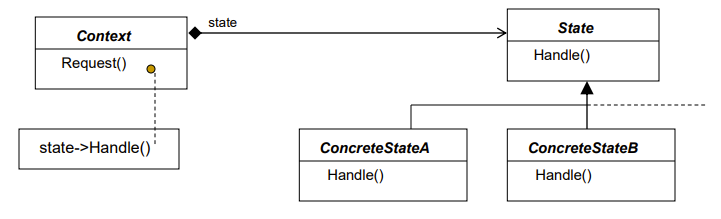 Context
Request()
state
State
Handle()
state->Handle()
ConcreteStateA
Handle()
ConcreteStateB
Handle()